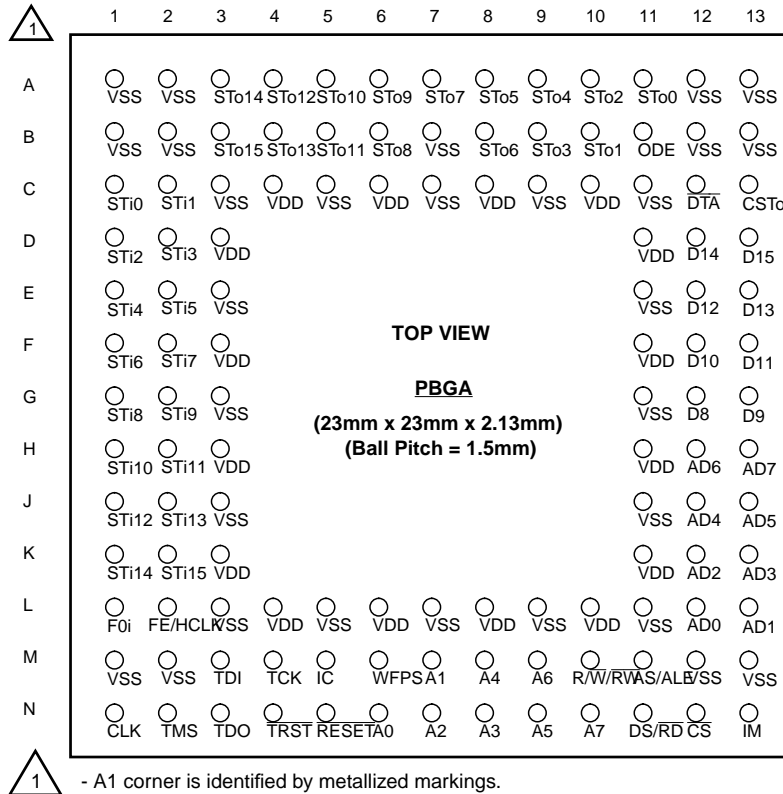 1 1 2 3 4 5 6 7 8 9 10 11 12 13
A VSS VSS STo14 STo12 STo10 STo9 STo7 STo5 STo4 STo2 STo0 VSS VSS
B VSS VSS STo15 STo13 STo11 STo8 VSS STo6 STo3 STo1 ODE VSS VSS
C STi0 STi1 VSS VDD VSS VDD VSS VDD VSS VDD VSS DTA CSTo
D STi2 STi3 VDD VDD D14 D15
E STi4 STi5 VSS VSS D12 D13
TOP VIEW
F STi6 STi7 VDD VDD D10 D11
PBGA
G STi8 STi9 VSS VSS D8 D9
(23mm x 23mm x 2.13mm)
(Ball Pitch = 1.5mm)
H STi10 STi11 VDD VDD AD6 AD7
J STi12 STi13 VSS VSS AD4 AD5
K STi14 STi15 VDD VDD AD2 AD3
L F0i FE/HCLK VSS VDD VSS VDD VSS VDD VSS VDD VSS AD0 AD1
M VSS VSS TDI TCK IC WFPS A1 A4 A6 R/W/RW AS/ALE VSS VSS
N CLK TMS TDO TRST RESET A0 A2 A3 A5 A7 DS/RD CS IM
1 - A1 corner is identified by metallized markings.